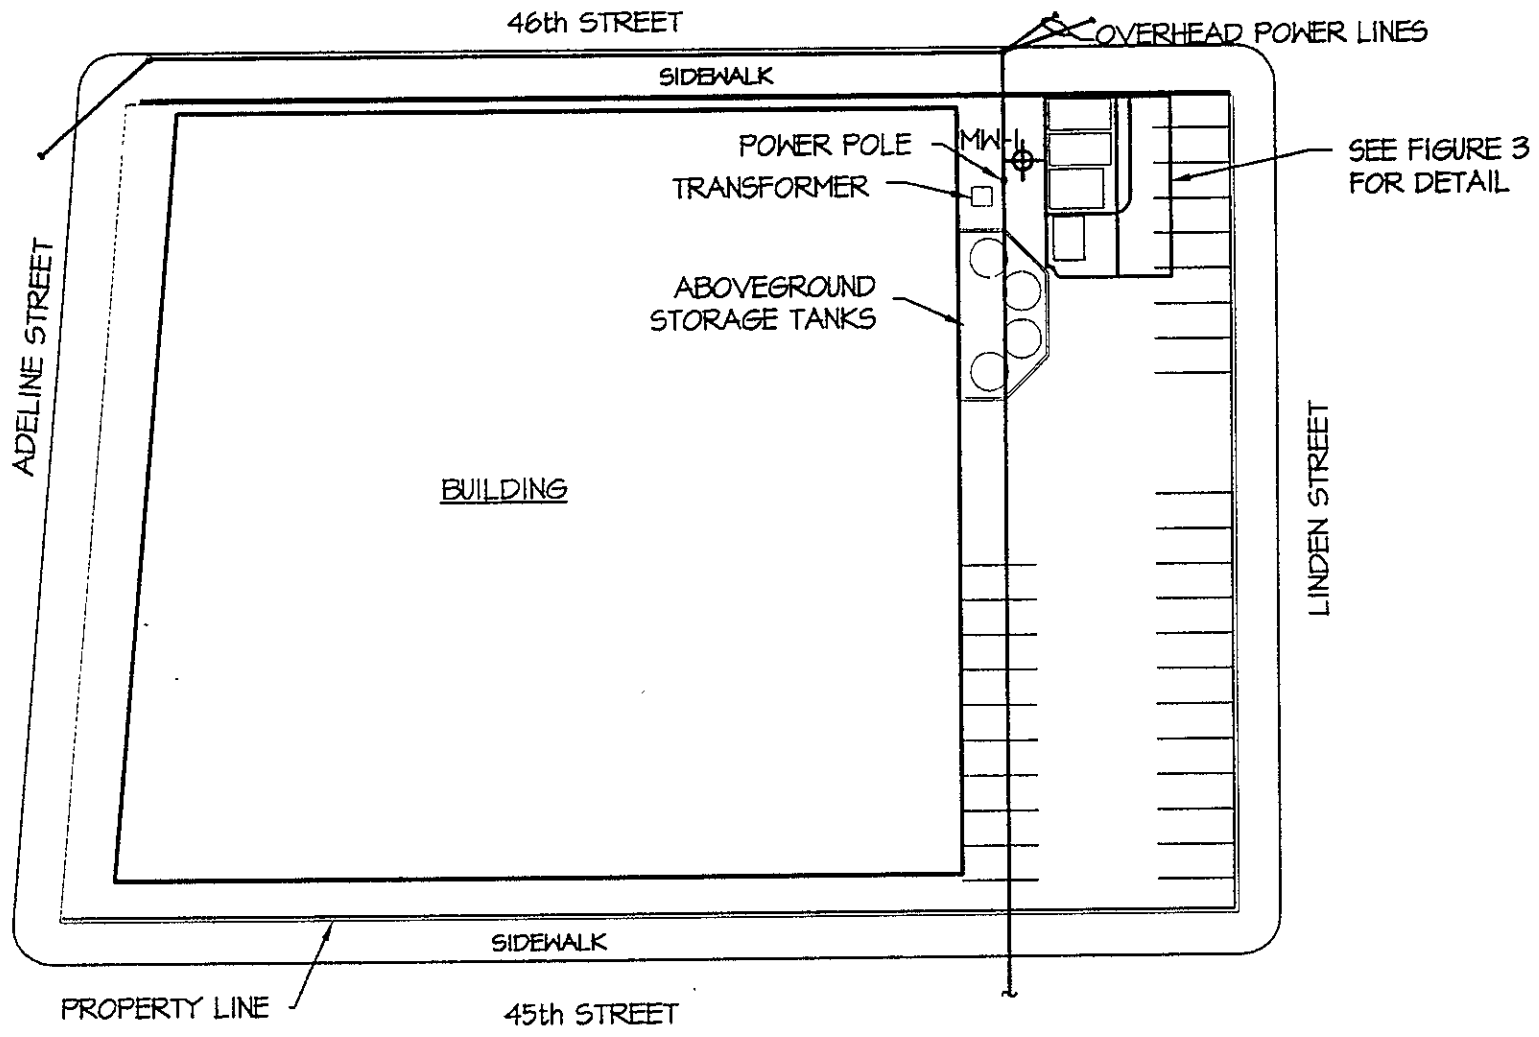 46th STREET
OVERHEAD POWER LINES
SIDEWALK
MW-1
POWER POLE
TRANSFORMER
SEE FIGURE 3
FOR DETAIL
ABOVEGROUND
STORAGE TANKS
ADELINE STREET
BUILDING
LINDEN STREET
SIDEWALK
PROPERTY LINE
45th STREET